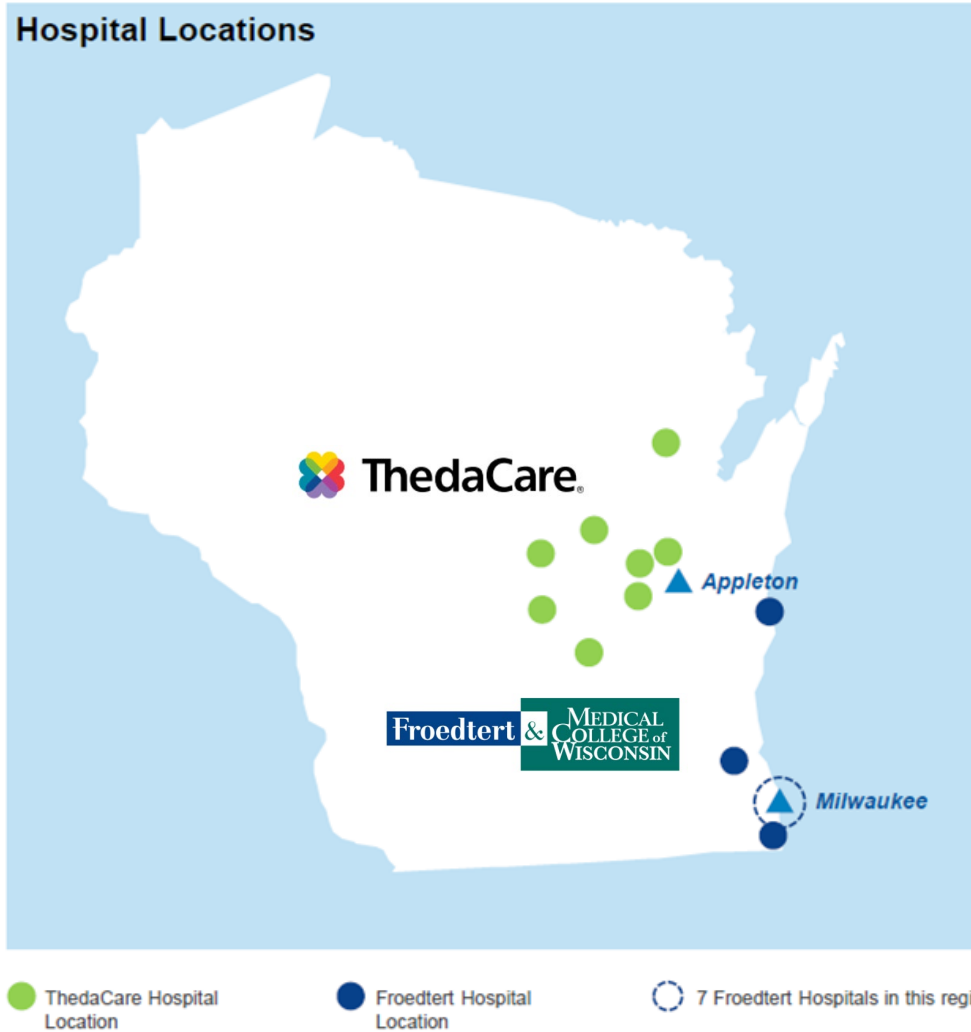 Hospital Locations
ThedaCare®
Appleton
Froedtert & MEDICAL
COLLEGE of
WISCONSIN
Milwaukee
ThedaCare Hospital
Location
Froedtert Hospital
Location
7 Froedtert Hospitals in this regi